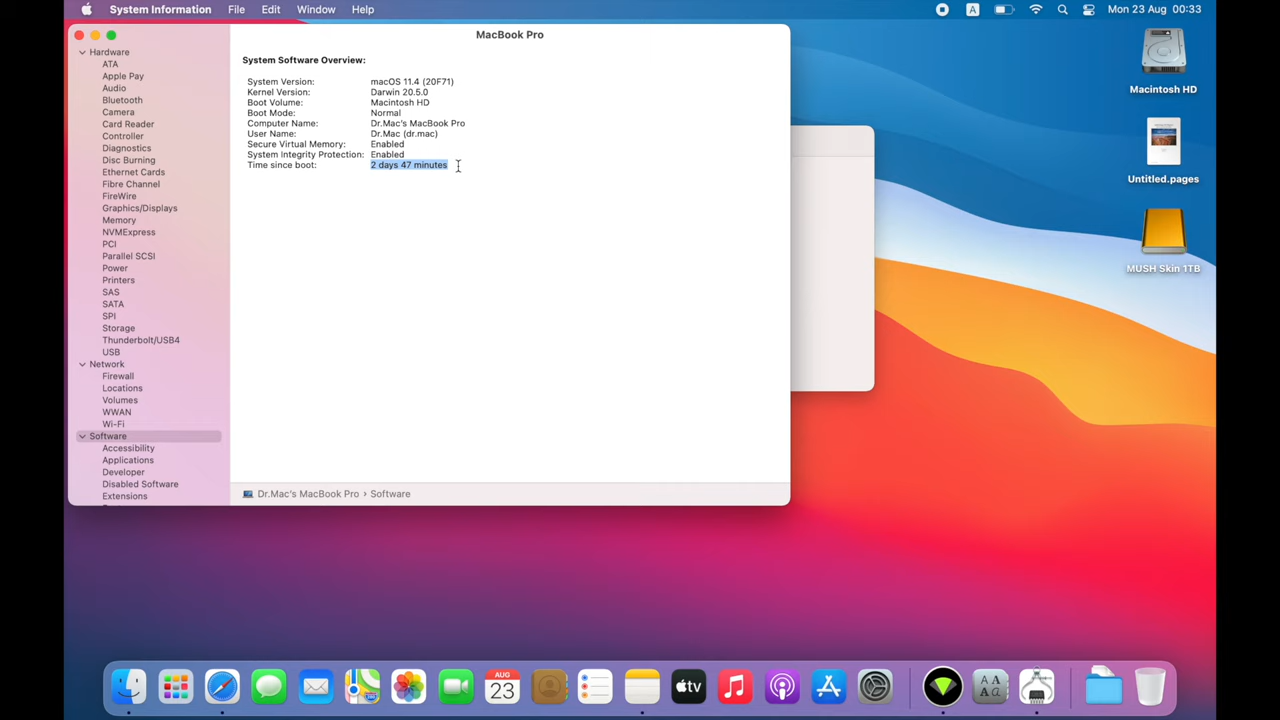 System Information File Edit Window Help
A
Mon 23 Aug 00:33
MacBook Pro
Hardware
ATA
Apple Pay
Audio
Bluetooth
Camera
Card Reader
Controller
Diagnostics
Disc Burning
Ethernet Cards
Fibre Channel
FireWire
Graphics/Displays
Memory
NVMExpress
PCI
Parallel SCSI
Power
Printers
SAS
SATA
SPI
Storage
Thunderbolt/USB4
USB
Network
Firewall
Locations
Volumes
WWAN
Wi-Fi
Software
Accessibility
Applications
Developer
Disabled Software
Extensions
System Software Overview:
System Version: macOS 11.4 (20F71)
Kernel Version: Darwin 20.5.0
Boot Volume: Macintosh HD
Boot Mode: Normal
Computer Name: Dr.Mac's MacBook Pro
User Name: Dr.Mac (dr.mac)
Secure Virtual Memory: Enabled
System Integrity Protection: Enabled
Time since boot: 2 days 47 minutes
Dr.Mac's MacBook Pro › Software
Macintosh HD
Untitled.pages
MUSH Skin 1TB
AUG
23
tv
A A
A a